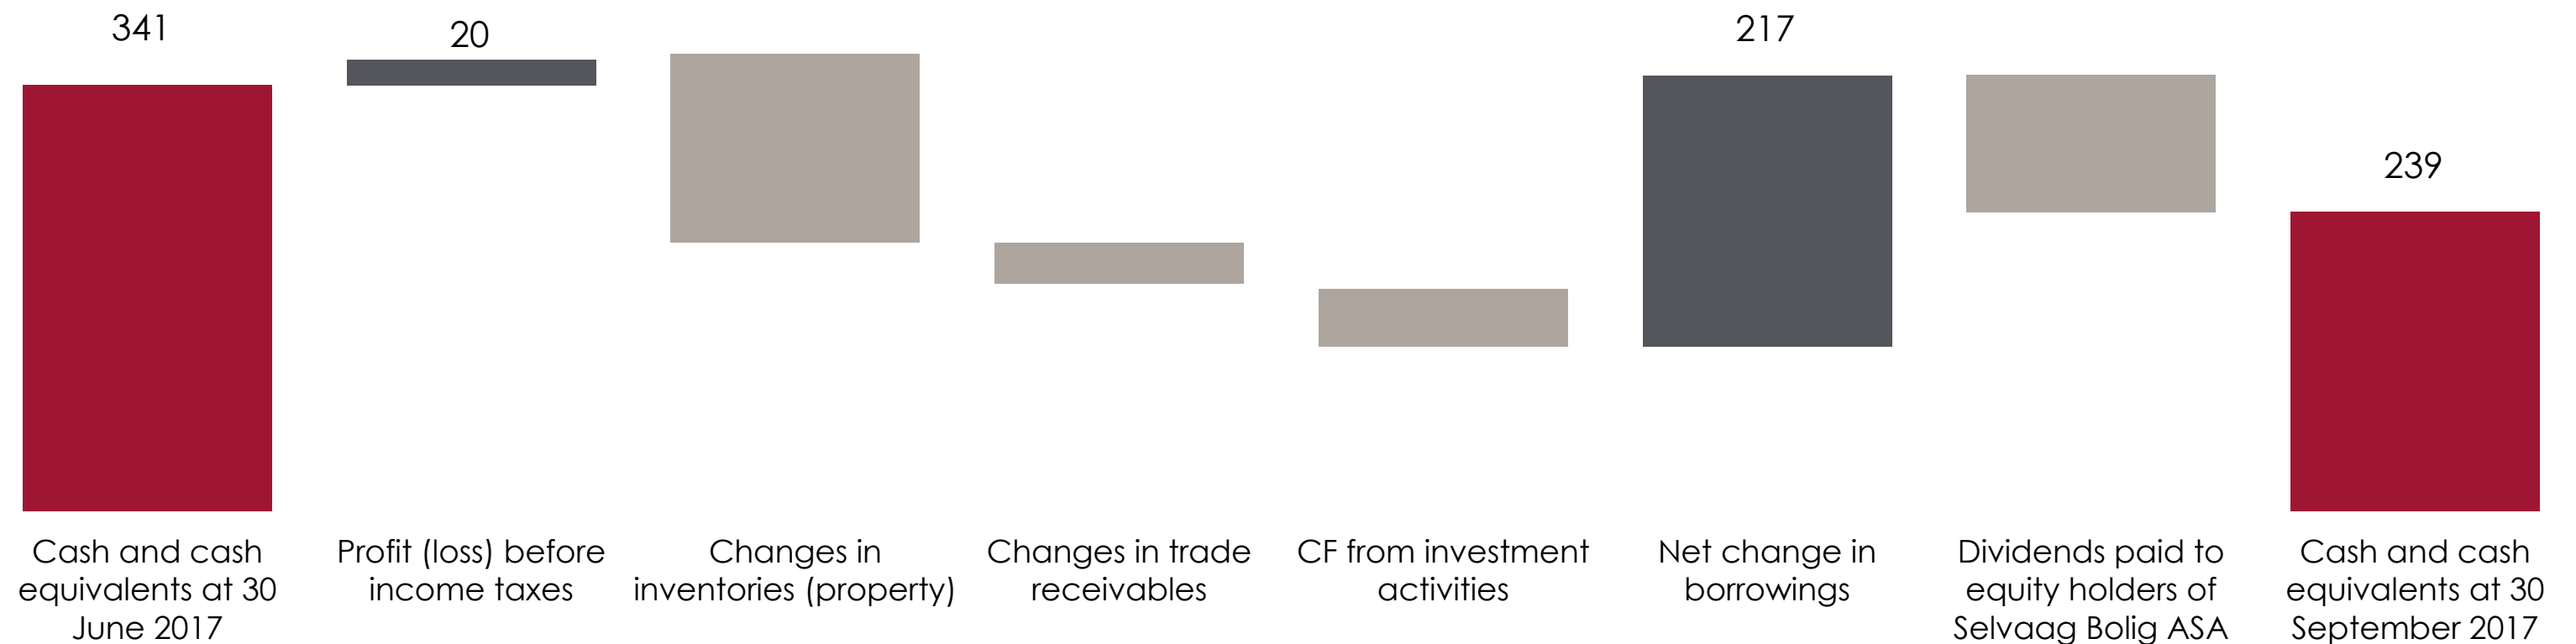 341
20
217
239
Cash and cash
equivalents at 30
June 2017
Profit (loss) before
income taxes
Changes in
inventories (property)
Changes in trade
receivables
CF from investment
activities
Net change in
borrowings
Dividends paid to
equity holders of
Selvaag Bolig ASA
Cash and cash
equivalents at 30
September 2017